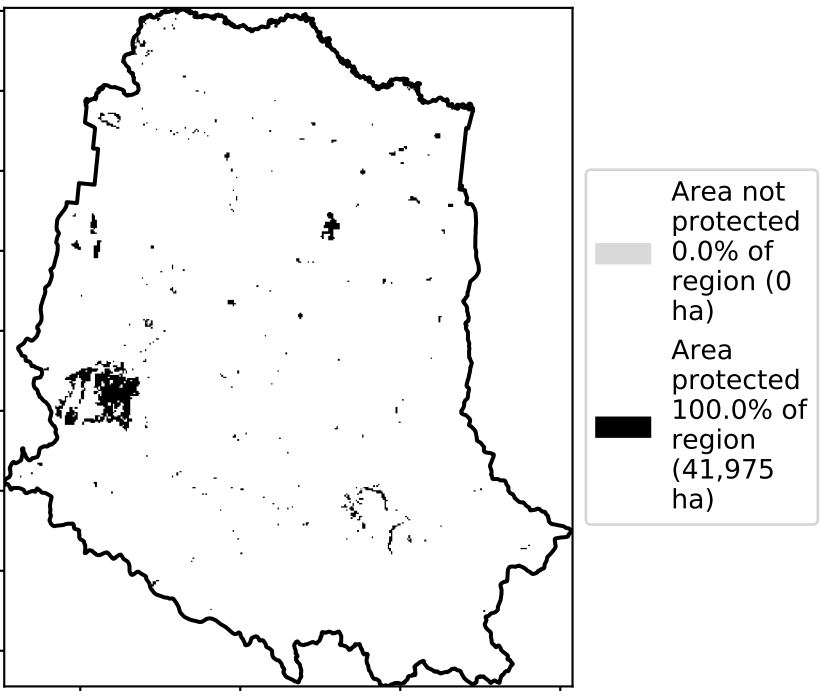 Area not
protected
0.0% of
region (0
ha)
Area
protected
100.0% of
region
(41,975
ha)